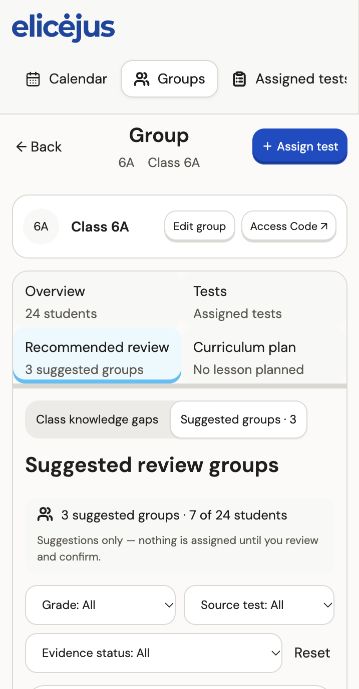 elicėjus
Calendar Groups Assigned tests
← Back Group + Assign test
6A Class 6A
6A Class 6A Edit group Access Code ↗
Overview Tests
24 students Assigned tests
Recommended review Curriculum plan
3 suggested groups No lesson planned
Class knowledge gaps Suggested groups · 3
Suggested review groups
3 suggested groups · 7 of 24 students
Suggestions only — nothing is assigned until you review
and confirm.
Grade: All Source test: All
Evidence status: All Reset